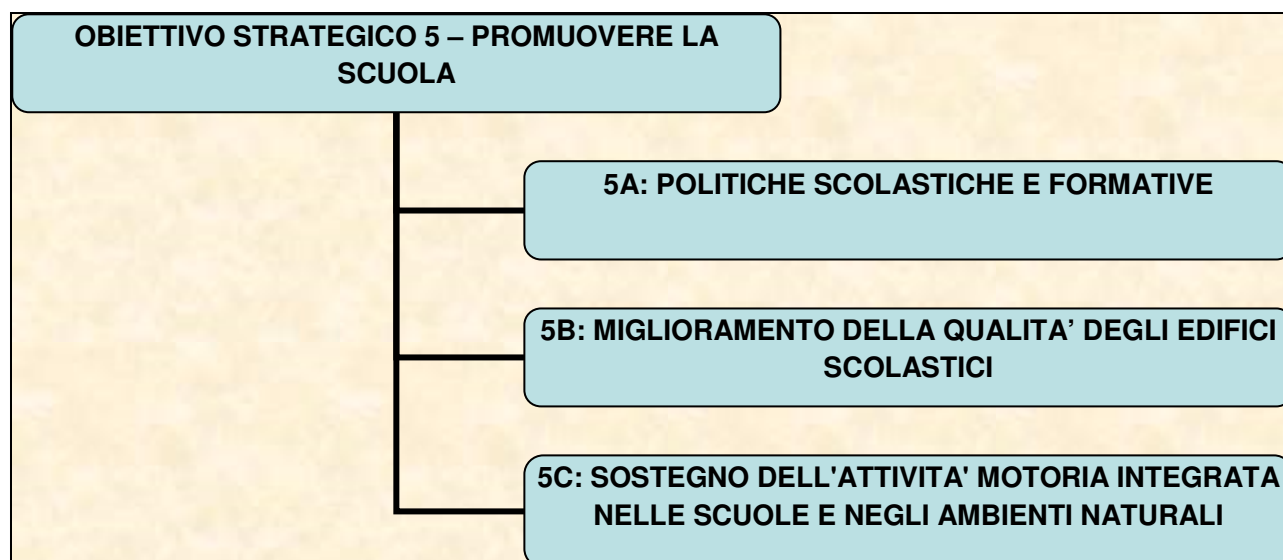 OBIETTIVO STRATEGICO 5 – PROMUOVERE LA
SCUOLA
5A: POLITICHE SCOLASTICHE E FORMATIVE
5B: MIGLIORAMENTO DELLA QUALITA’ DEGLI EDIFICI
SCOLASTICI
5C: SOSTEGNO DELL'ATTIVITA' MOTORIA INTEGRATA
NELLE SCUOLE E NEGLI AMBIENTI NATURALI